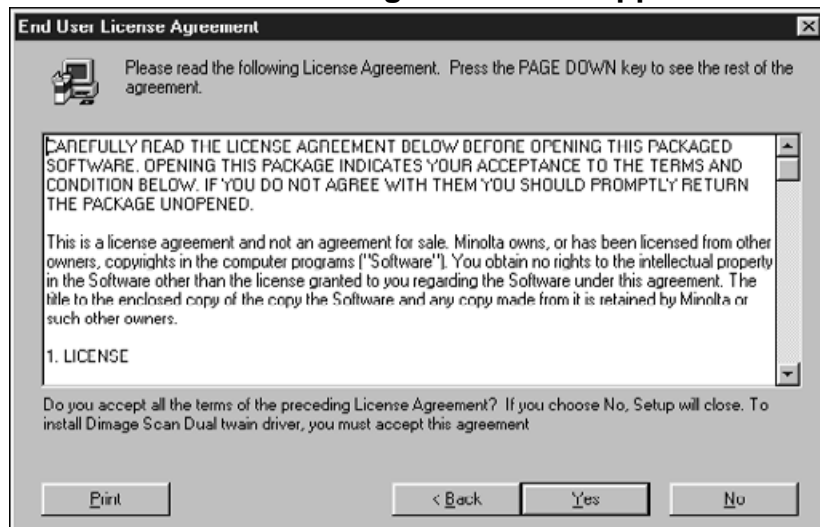 End User License Agreement
Please read the following License Agreement. Press the PAGE DOWN key to see the rest of the
agreement.
CAREFULLY READ THE LICENSE AGREEMENT BELOW BEFORE OPENING THIS PACKAGED
SOFTWARE. OPENING THIS PACKAGE INDICATES YOUR ACCEPTANCE TO THE TERMS AND
CONDITION BELOW. IF YOU DO NOT AGREE WITH THEM YOU SHOULD PROMPTLY RETURN
THE PACKAGE UNOPENED.
This is a license agreement and not an agreement for sale. Minolta owns, or has been licensed from other
owners, copyrights in the computer programs ("Software"). You obtain no rights to the intellectual property
in the Software other than the license granted to you regarding the Software under this agreement. The
title to the enclosed copy of the copy the Software and any copy made from it is retained by Minolta or
such other owners.
1. LICENSE
Do you accept all the terms of the preceding License Agreement? If you choose No, Setup will close. To
install Dimage Scan Dual twain driver, you must accept this agreement
Print
< Back
Yes
No